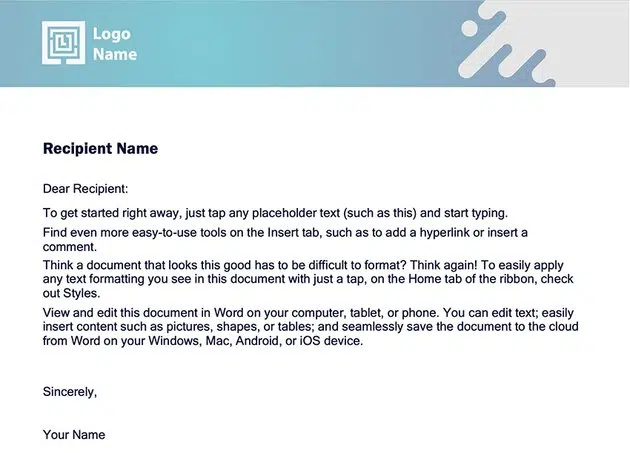 Logo
Name
Recipient Name
Dear Recipient:
To get started right away, just tap any placeholder text (such as this) and start typing.
Find even more easy-to-use tools on the Insert tab, such as to add a hyperlink or insert a
comment.
Think a document that looks this good has to be difficult to format? Think again! To easily apply
any text formatting you see in this document with just a tap, on the Home tab of the ribbon, check
out Styles.
View and edit this document in Word on your computer, tablet, or phone. You can edit text; easily
insert content such as pictures, shapes, or tables; and seamlessly save the document to the cloud
from Word on your Windows, Mac, Android, or iOS device.
Sincerely,
Your Name